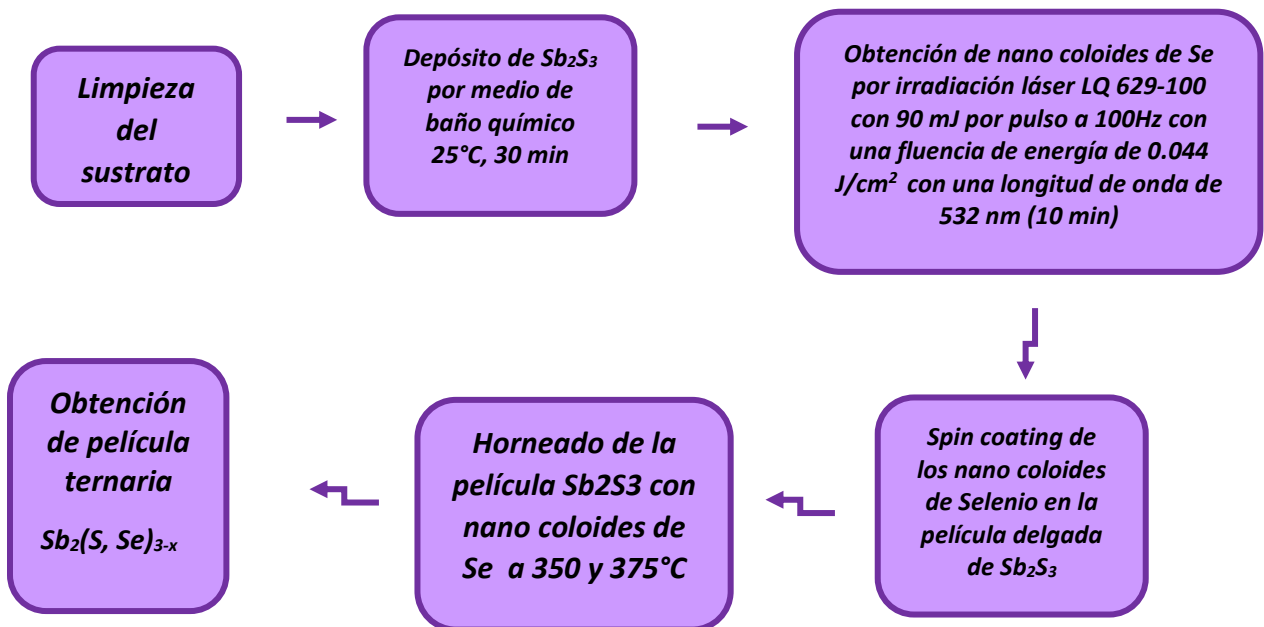 Limpieza
del
sustrato
Depósito de Sb₂S₃
por medio de
baño químico
25°C, 30 min
Obtención de nano coloides de Se
por irradiación láser LQ 629-100
con 90 mJ por pulso a 100Hz con
una fluencia de energía de 0.044
J/cm² con una longitud de onda de
532 nm (10 min)
Spin coating de
los nano coloides
de Selenio en la
película delgada
de Sb₂S₃
Horneado de la
película Sb2S3 con
nano coloides de
Se a 350 y 375°C
Obtención
de película
ternaria
Sb₂(S, Se)₃₋ₓ